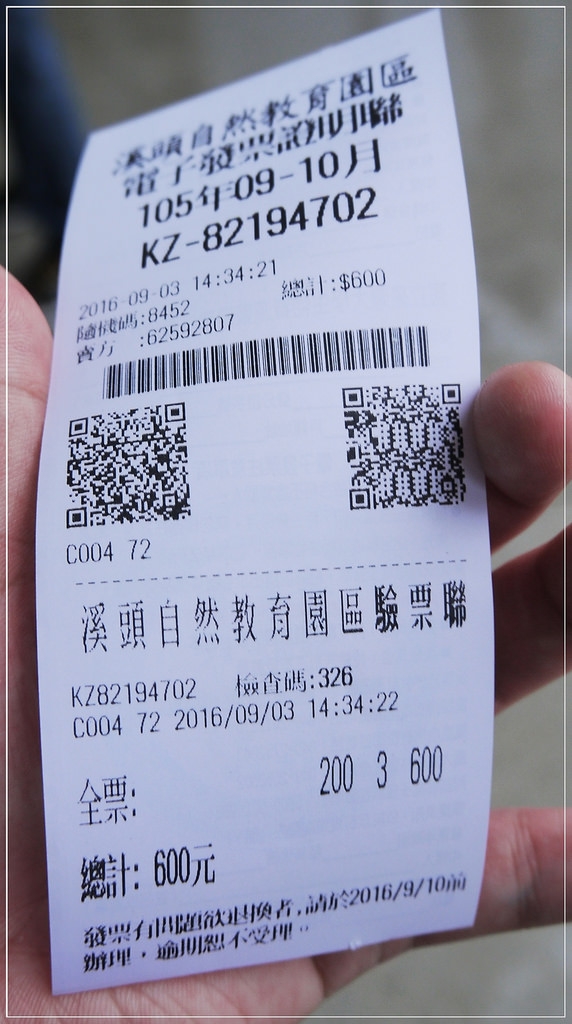 溪頭自然教育園區
電子發票證明聯
105年09-10月
KZ-82194702
2016-09-03 14:34:21
隨機碼:8452 總計:$600
賣方 :62592807
C004 72
溪頭自然教育園區驗票聯
KZ82194702 檢查碼:326
C004 72 2016/09/03 14:34:22
全票: 200 3 600
總計: 600元
發票有問題欲退換者,請於2016/9/10前
辦理,逾期恕不受理。